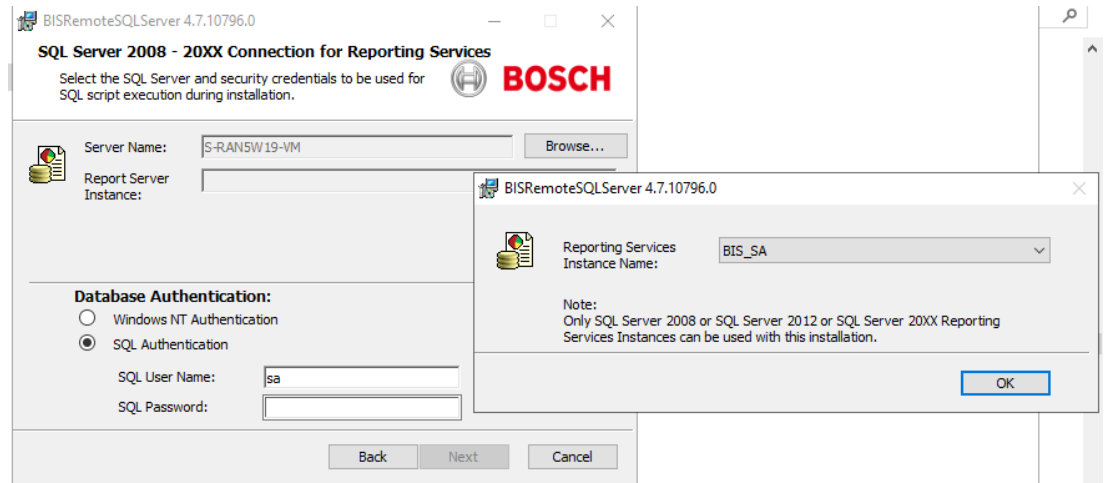 BISRemoteSQLServer 4.7.10796.0
SQL Server 2008 - 20XX Connection for Reporting Services
Select the SQL Server and security credentials to be used for
SQL script execution during installation.
BOSCH
Server Name:
S-RAN5W19-VM
Browse...
Report Server
Instance:
Database Authentication:
Windows NT Authentication
SQL Authentication
SQL User Name:
sa
SQL Password:
Back
Next
Cancel
BISRemoteSQLServer 4.7.10796.0
Reporting Services
Instance Name:
BIS_SA
Note:
Only SQL Server 2008 or SQL Server 2012 or SQL Server 20XX Reporting
Services Instances can be used with this installation.
OK